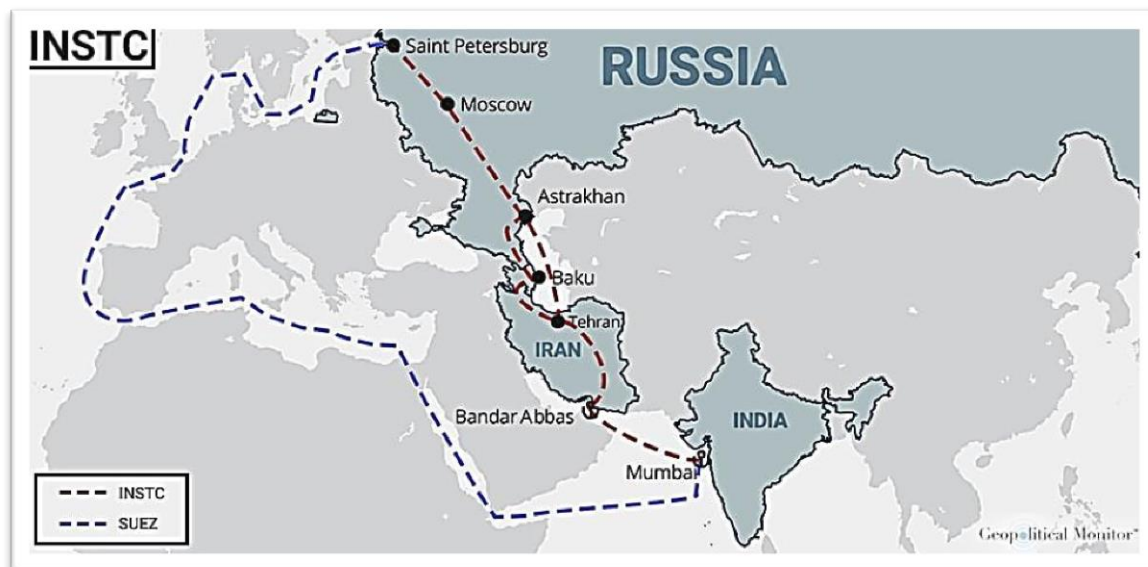 INSTC
Saint Petersburg
RUSSIA
Moscow
Astrakhan
Baku
Tehran
IRAN
Bandar Abbas
INDIA
Mumbai
INSTC
SUEZ
Geopolitical Monitor